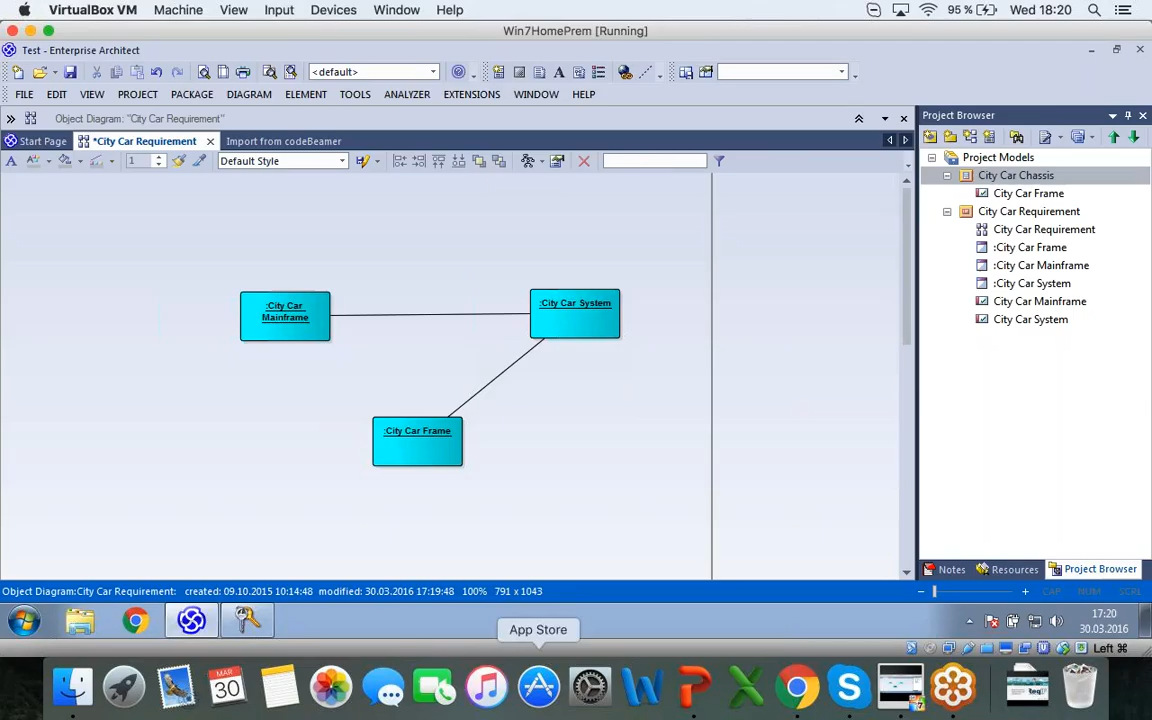 VirtualBox VM Machine View Input Devices Window Help
95 % Wed 18:20
Win7HomePrem [Running]
Test - Enterprise Architect
<default>
FILE EDIT VIEW PROJECT PACKAGE DIAGRAM ELEMENT TOOLS ANALYZER EXTENSIONS WINDOW HELP
Object Diagram: "City Car Requirement"
Start Page
*City Car Requirement
Import from codeBeamer
1
Default Style
:City Car
Mainframe
:City Car System
:City Car Frame
Project Browser
Project Models
City Car Chassis
City Car Frame
City Car Requirement
City Car Requirement
:City Car Frame
:City Car Mainframe
:City Car System
City Car Mainframe
City Car System
Notes Resources Project Browser
Object Diagram:City Car Requirement: created: 09.10.2015 10:14:48 modified: 30.03.2016 17:19:48 100% 791 x 1043
CAP NUM SCRL
17:20
30.03.2016
App Store
Left ⌘
MAR
30